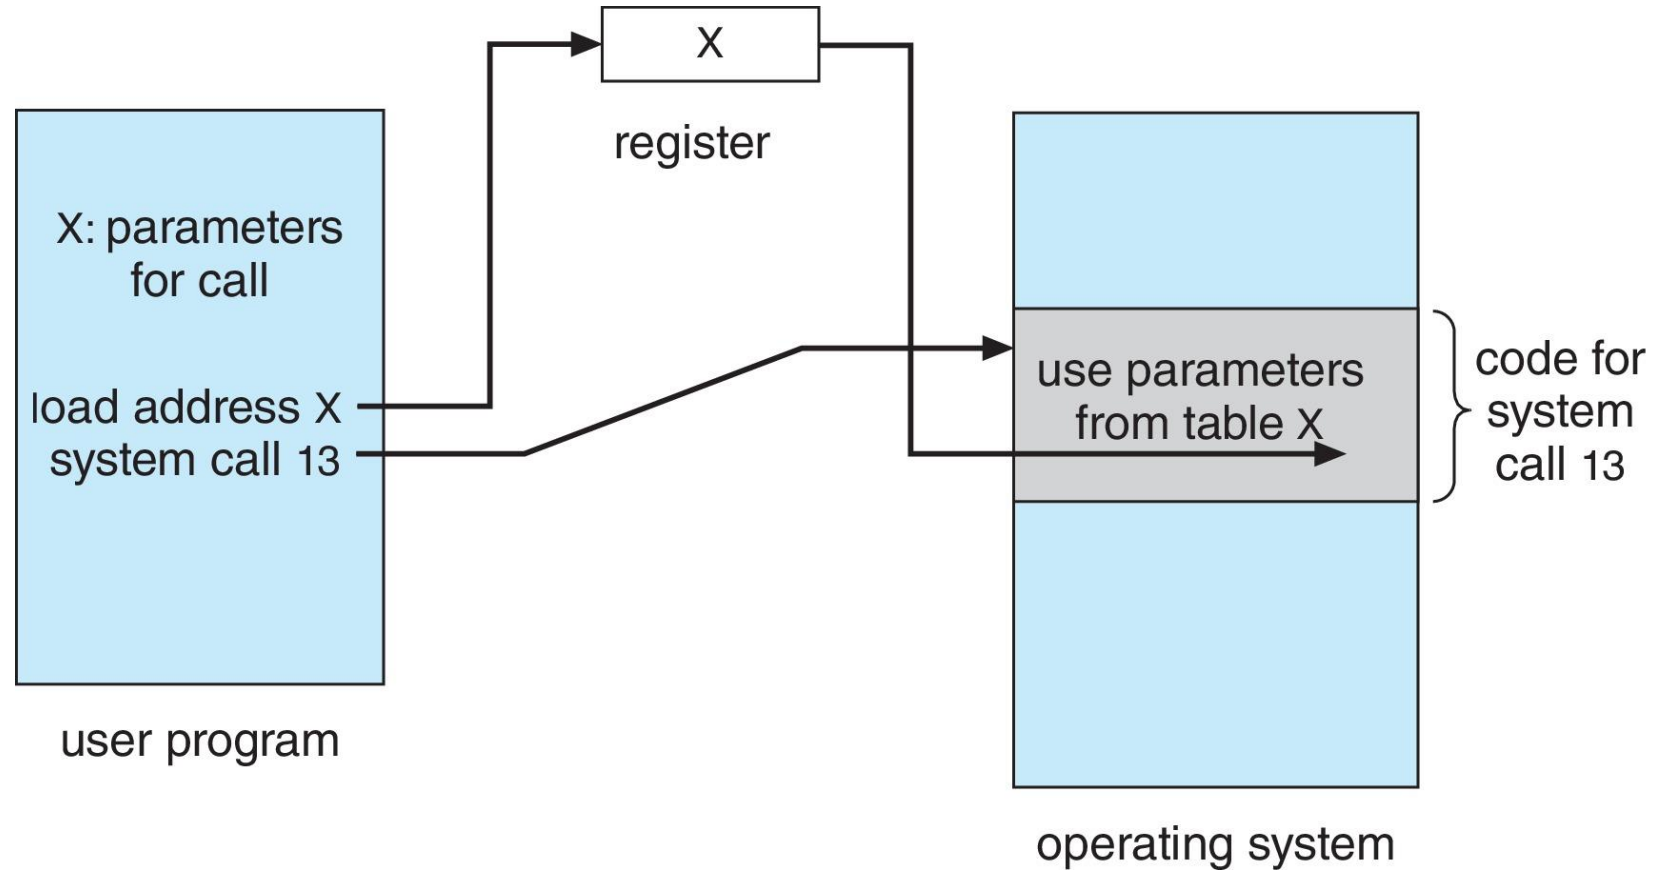 X
register
X: parameters
for call
load address X
system call 13
user program
use parameters
from table X
code for
system
call 13
operating system